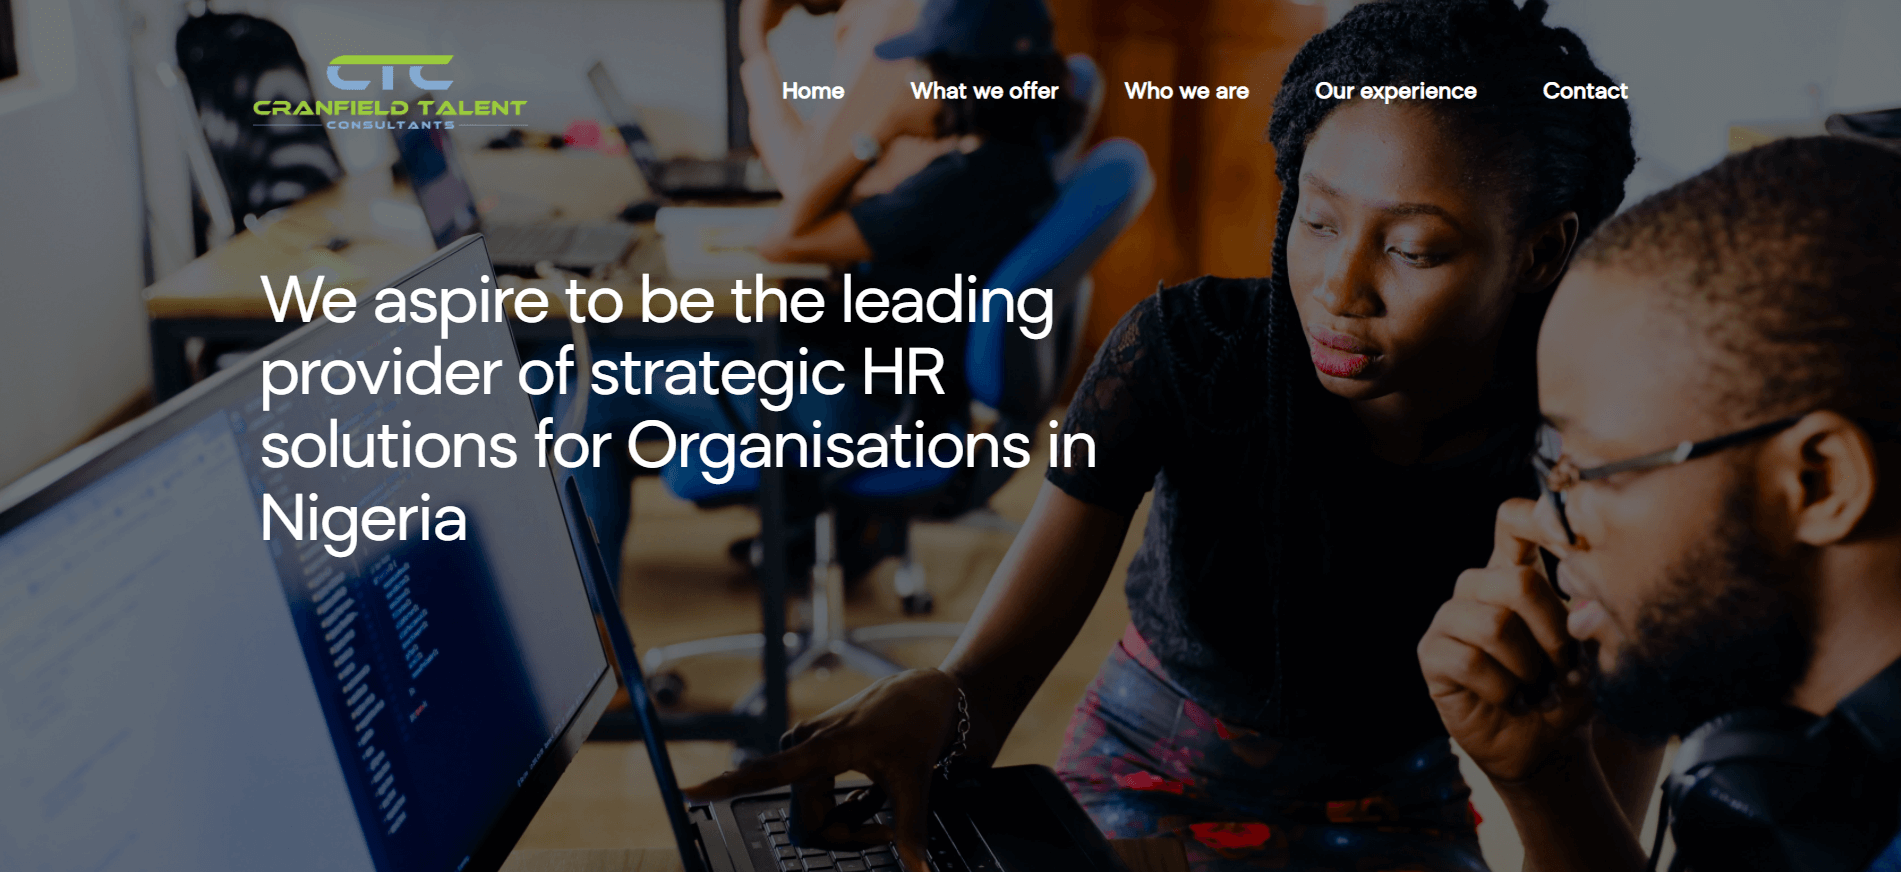 CTC
CRANFIELD TALENT
CONSULTANTS
Home
What we offer
Who we are
Our experience
Contact
We aspire to be the leading
provider of strategic HR
solutions for Organisations in
Nigeria